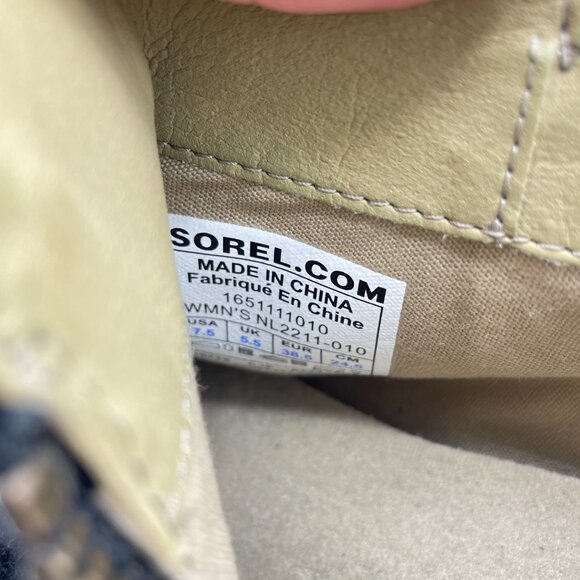 SOREL.COM
MADE IN CHINA
Fabriqué En Chine
1651111010
WMN'S NL2211-010
USA UK EUR CM
7.5 5.5 38.5 24.5